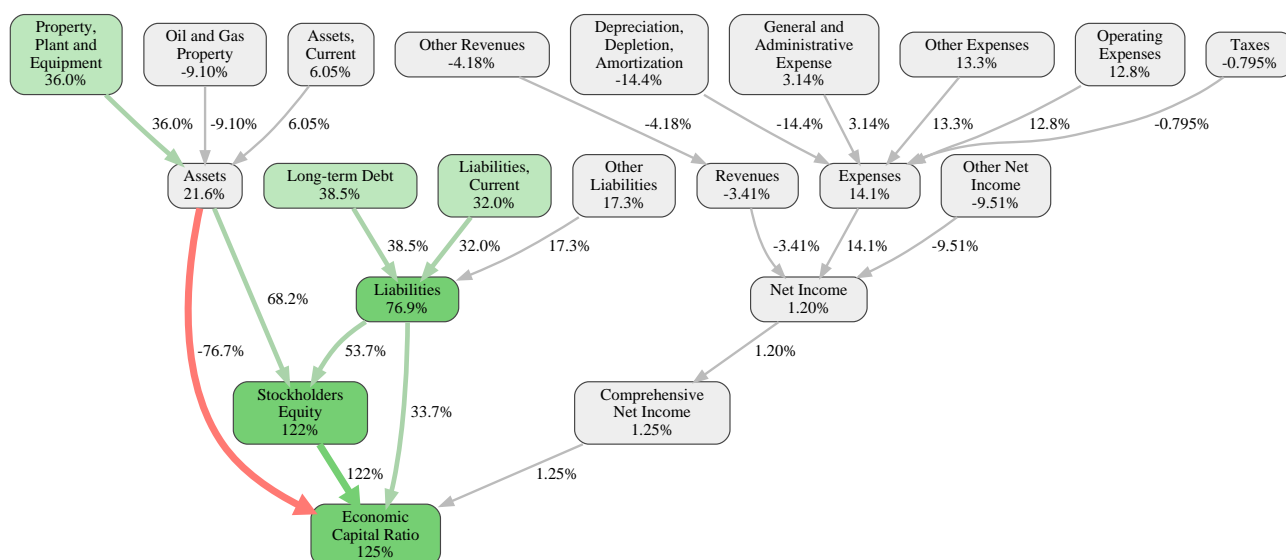 Property,
Plant and
Equipment
36.0%
Oil and Gas
Property
-9.10%
Assets,
Current
6.05%
Other Revenues
-4.18%
Depreciation,
Depletion,
Amortization
-14.4%
General and
Administrative
Expense
3.14%
Other Expenses
13.3%
Operating
Expenses
12.8%
Taxes
-0.795%
36.0%
-9.10%
6.05%
-4.18%
-14.4%
3.14%
13.3%
12.8%
-0.795%
Assets
21.6%
Long-term Debt
38.5%
Liabilities,
Current
32.0%
Other
Liabilities
17.3%
Revenues
-3.41%
Expenses
14.1%
Other Net
Income
-9.51%
38.5%
32.0%
17.3%
-3.41%
14.1%
-9.51%
Liabilities
76.9%
Net Income
1.20%
68.2%
-76.7%
53.7%
1.20%
Stockholders
Equity
122%
33.7%
Comprehensive
Net Income
1.25%
122%
1.25%
Economic
Capital Ratio
125%